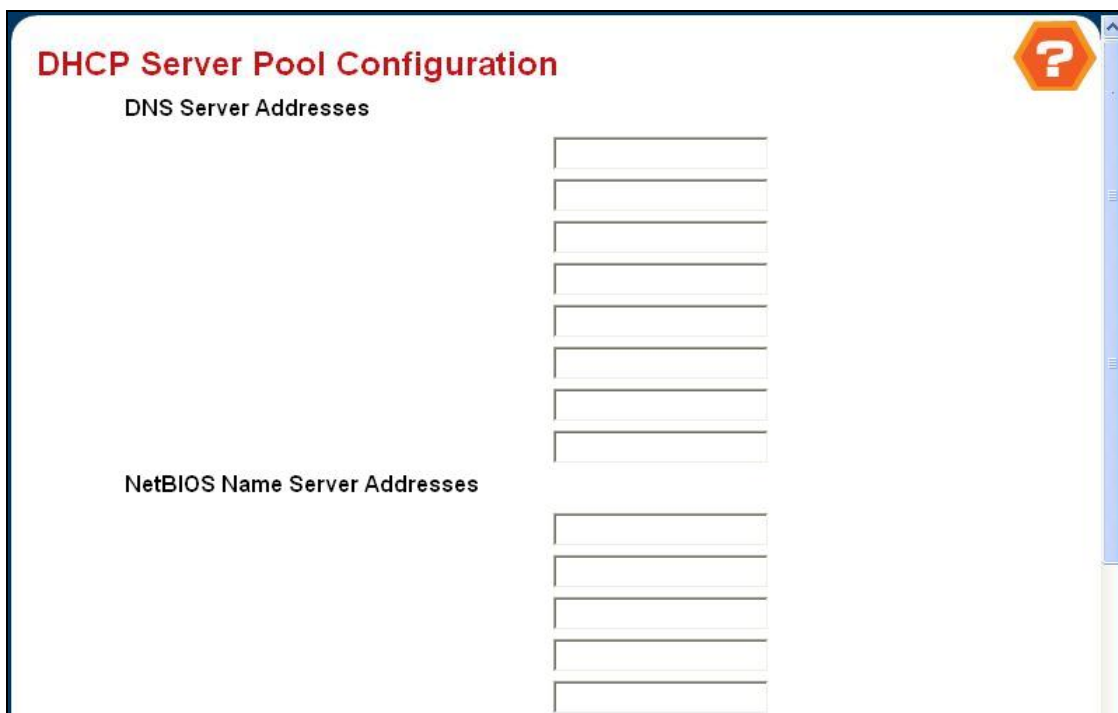 DHCP Server Pool Configuration
?
DNS Server Addresses
NetBIOS Name Server Addresses